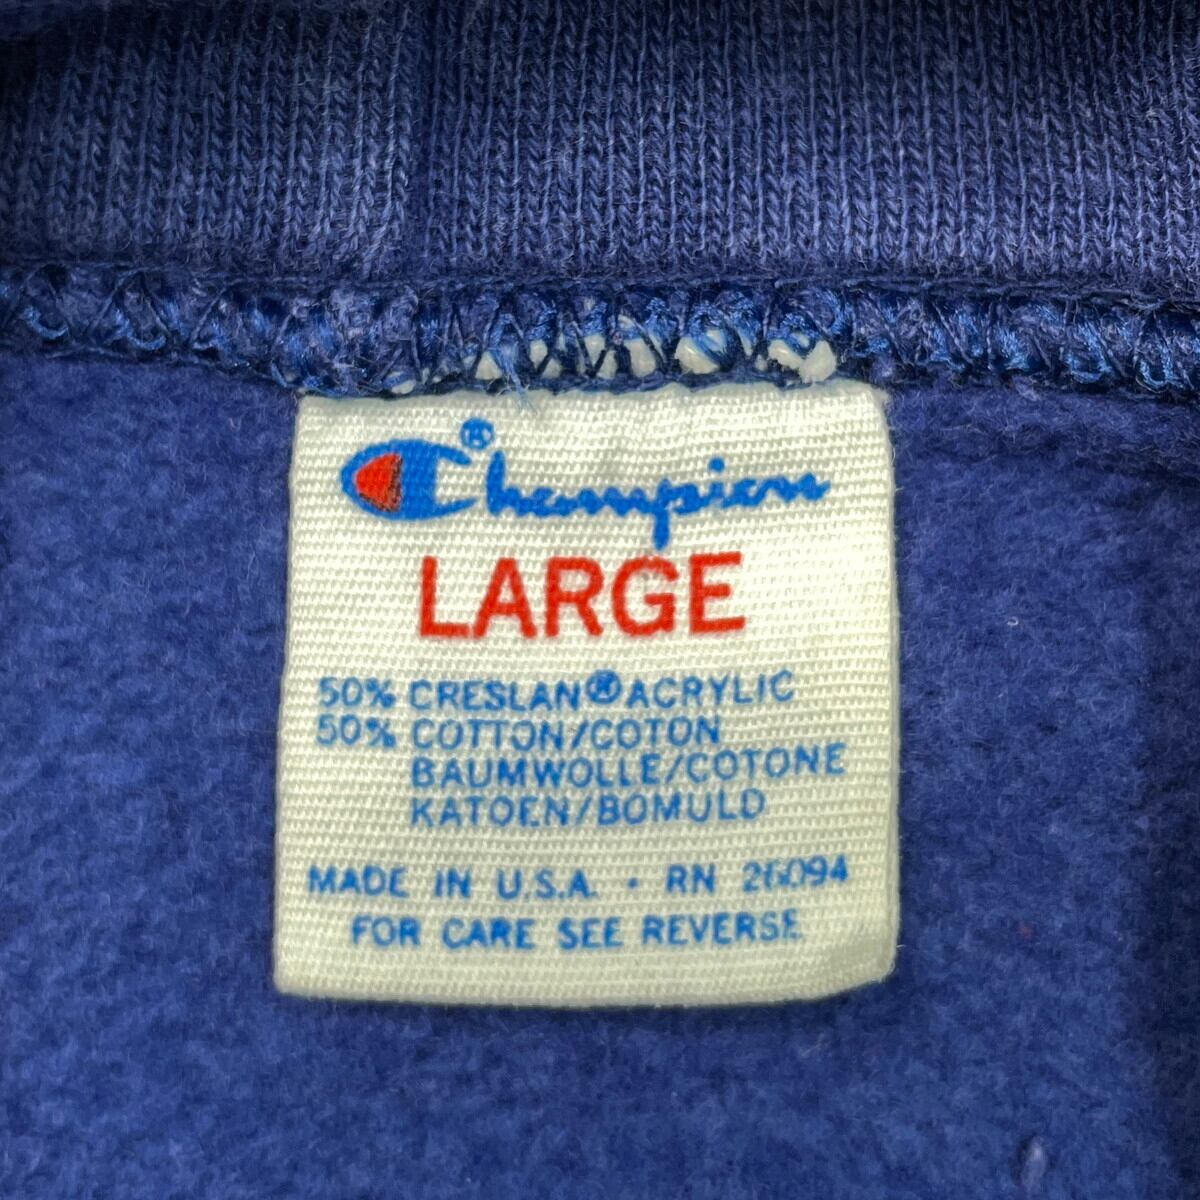 Champion®
LARGE
50% CRESLAN® ACRYLIC
50% COTTON/COTON
BAUMWOLLE/COTONE
KATOEN/BOMULD
MADE IN U.S.A. · RN 26094
FOR CARE SEE REVERSE